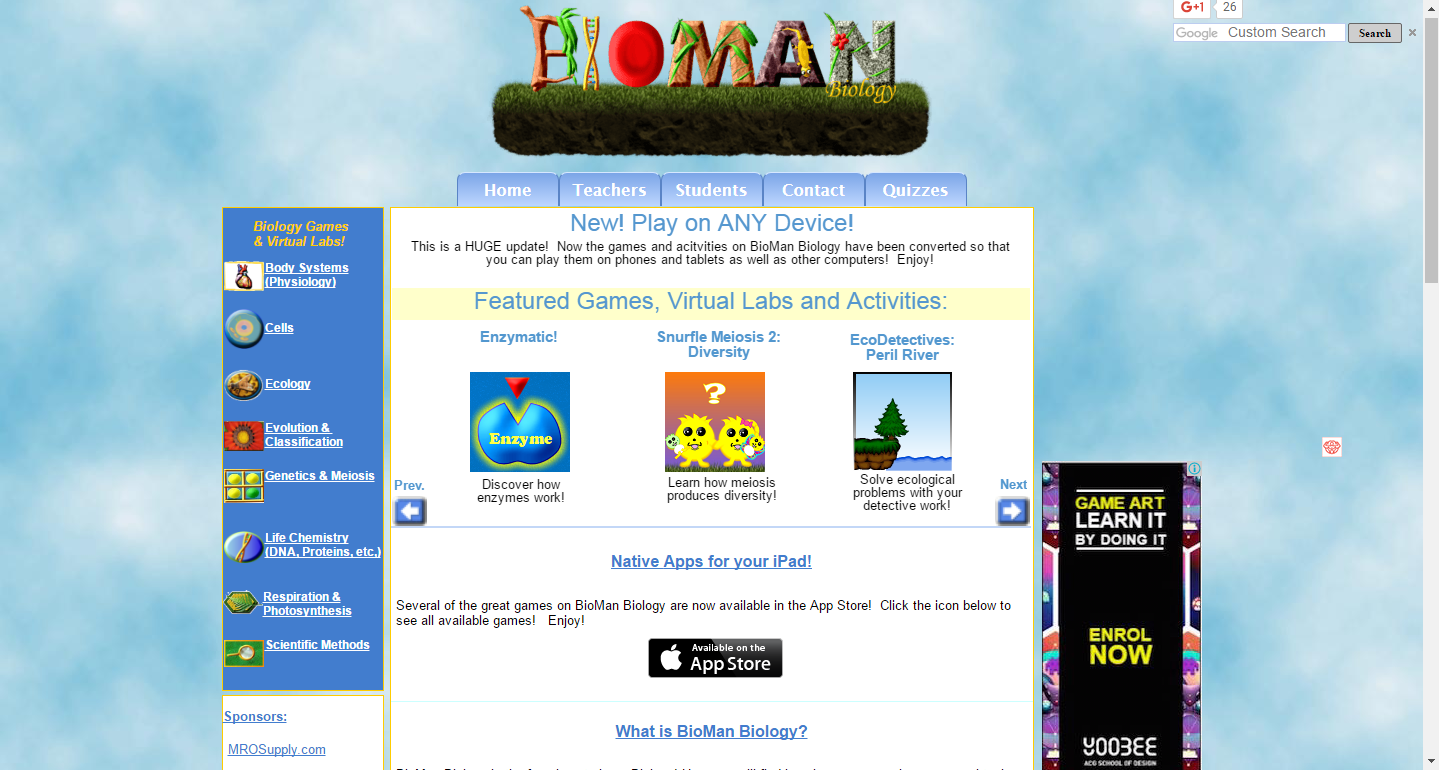 G+1 26
Google Custom Search Search
BIOMAN
Biology
Home Teachers Students Contact Quizzes
Biology Games
& Virtual Labs!
Body Systems
(Physiology)
Cells
Ecology
Evolution &
Classification
Genetics & Meiosis
Life Chemistry
(DNA, Proteins, etc,)
Respiration &
Photosynthesis
Scientific Methods
Sponsors:
MROSupply.com
New! Play on ANY Device!
This is a HUGE update!  Now the games and acitvities on BioMan Biology have been converted so that
you can play them on phones and tablets as well as other computers!  Enjoy!
Featured Games, Virtual Labs and Activities:
Enzymatic!
Enzyme
Discover how
enzymes work!
Snurfle Meiosis 2:
Diversity
?
Learn how meiosis
produces diversity!
EcoDetectives:
Peril River
Solve ecological
problems with your
detective work!
Prev.
Next
Native Apps for your iPad!
Several of the great games on BioMan Biology are now available in the App Store!  Click the icon below to
see all available games!   Enjoy!
Available on the
App Store
What is BioMan Biology?
GAME ART
LEARN IT
BY DOING IT
ENROL
NOW
YOOBEE
ACG SCHOOL OF DESIGN